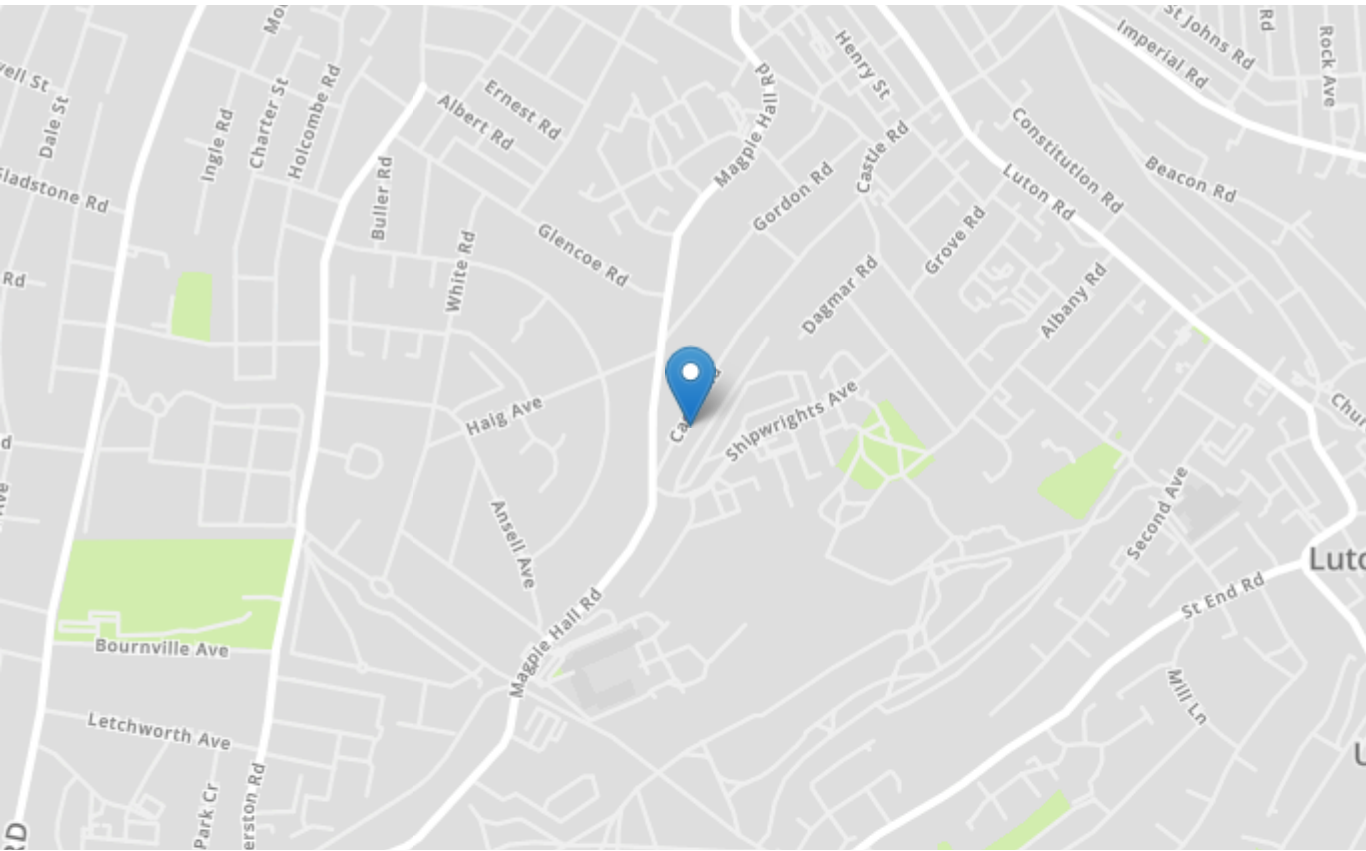 St Johns Rd
Rd
Imperial Rd
Rock Ave
Henry St
Dale St
Ingle Rd
Charter St
Holcombe Rd
Ernest Rd
Albert Rd
Magpie Hall Rd
Castle Rd
Constitution Rd
Beacon Rd
Luton Rd
Gladstone Rd
Buller Rd
Gordon Rd
Grove Rd
Glencoe Rd
White Rd
Rd
Dagmar Rd
Albany Rd
Haig Ave
Shipwrights Ave
Ansell Ave
Second Ave
St End Rd
Magpie Hall Rd
Bournville Ave
Mill Ln
Letchworth Ave
Park Cr
erston Rd